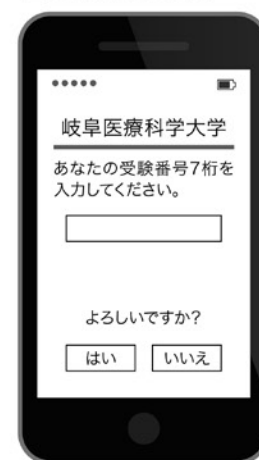 岐阜医療科学大学
あなたの受験番号7桁を
入力してください。
よろしいですか?
はい いいえ